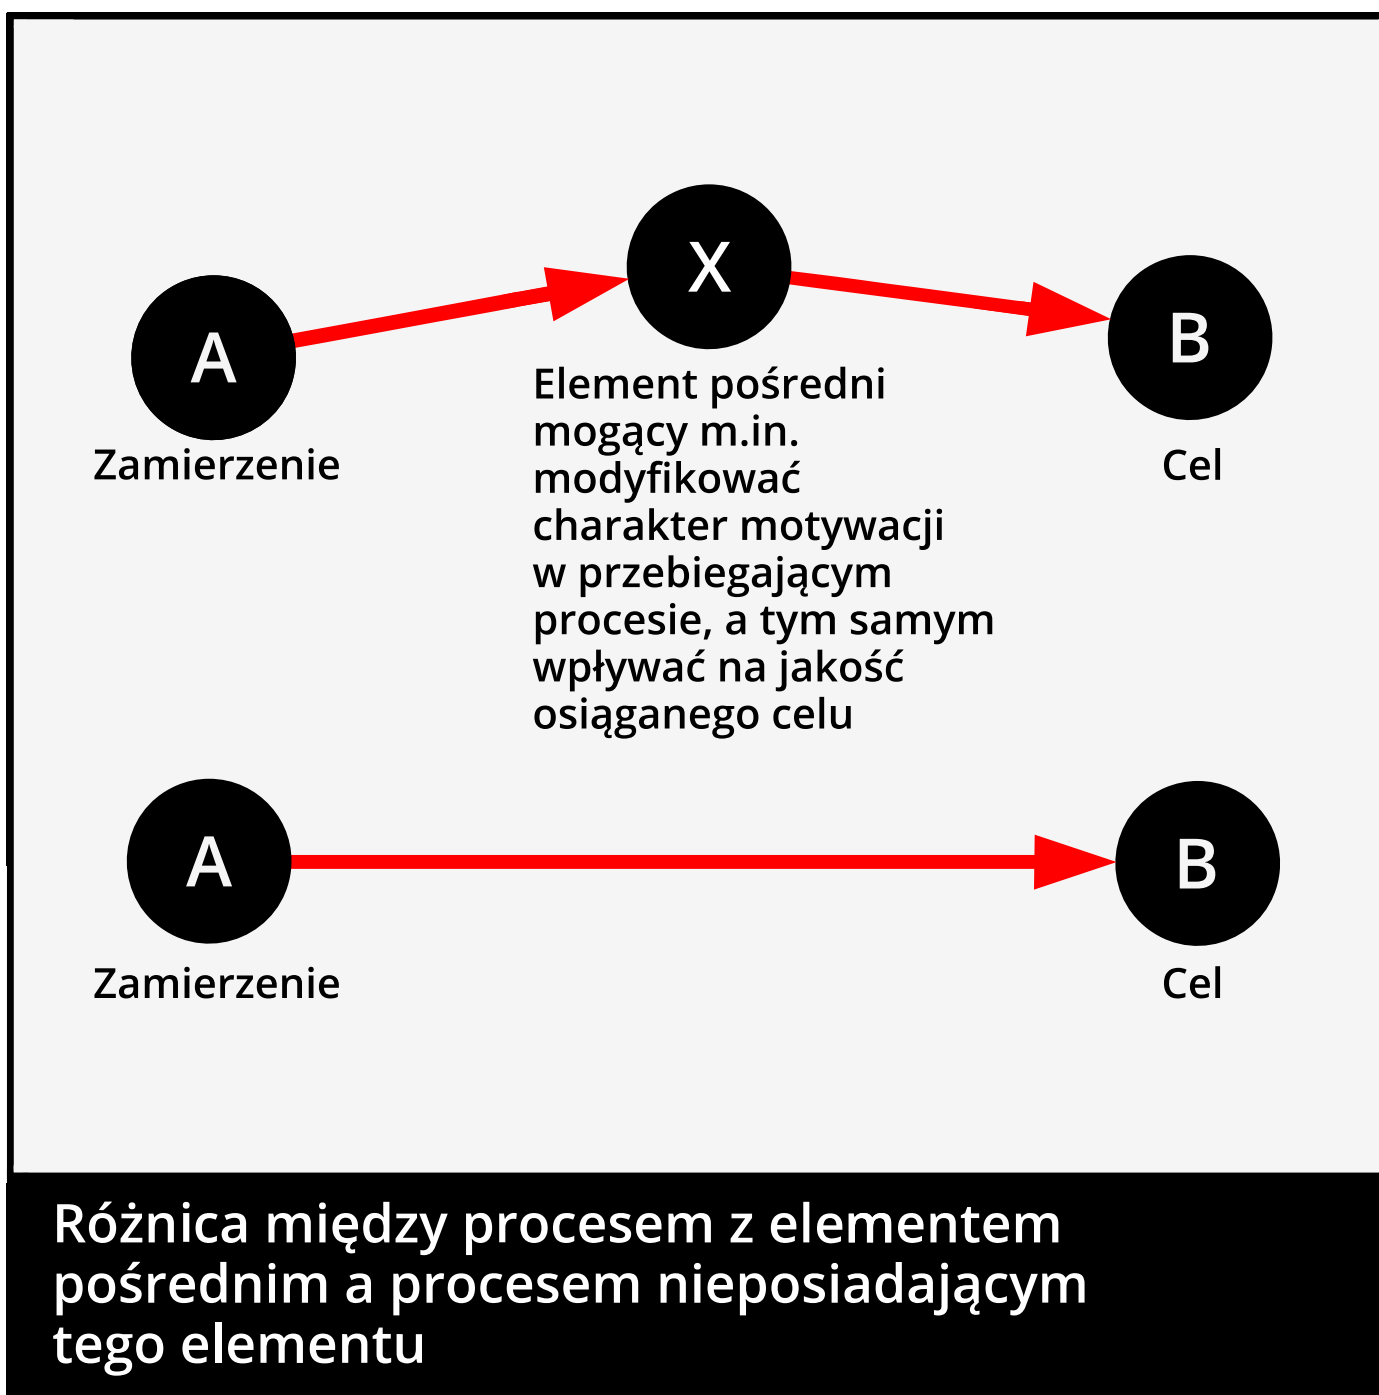 X
A
B
Element pośredni
mogący m.in.
modyfikować
charakter motywacji
w przebiegającym
procesie, a tym samym
wpływać na jakość
osiąganego celu
Zamierzenie
Cel
A
B
Zamierzenie
Cel
Różnica między procesem z elementem
pośrednim a procesem nieposiadającym
tego elementu